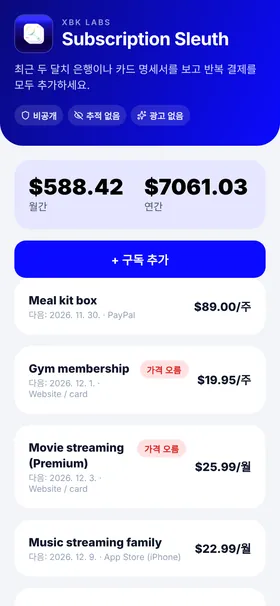 XBK LABS
Subscription Sleuth
최근 두 달치 은행이나 카드 명세서를 보고 반복 결제를
모두 추가하세요.
비공개
추적 없음
광고 없음
$588.42
$7061.03
월간
연간
+ 구독 추가
Meal kit box
$89.00/주
다음: 2026. 11. 30. · PayPal
Gym membership
가격 오름
$19.95/주
다음: 2026. 12. 1. ·
Website / card
Movie streaming
(Premium)
가격 오름
$25.99/월
다음: 2026. 12. 3. ·
Website / card
Music streaming family
$22.99/월
다음: 2026. 12. 9. · App Store (iPhone)